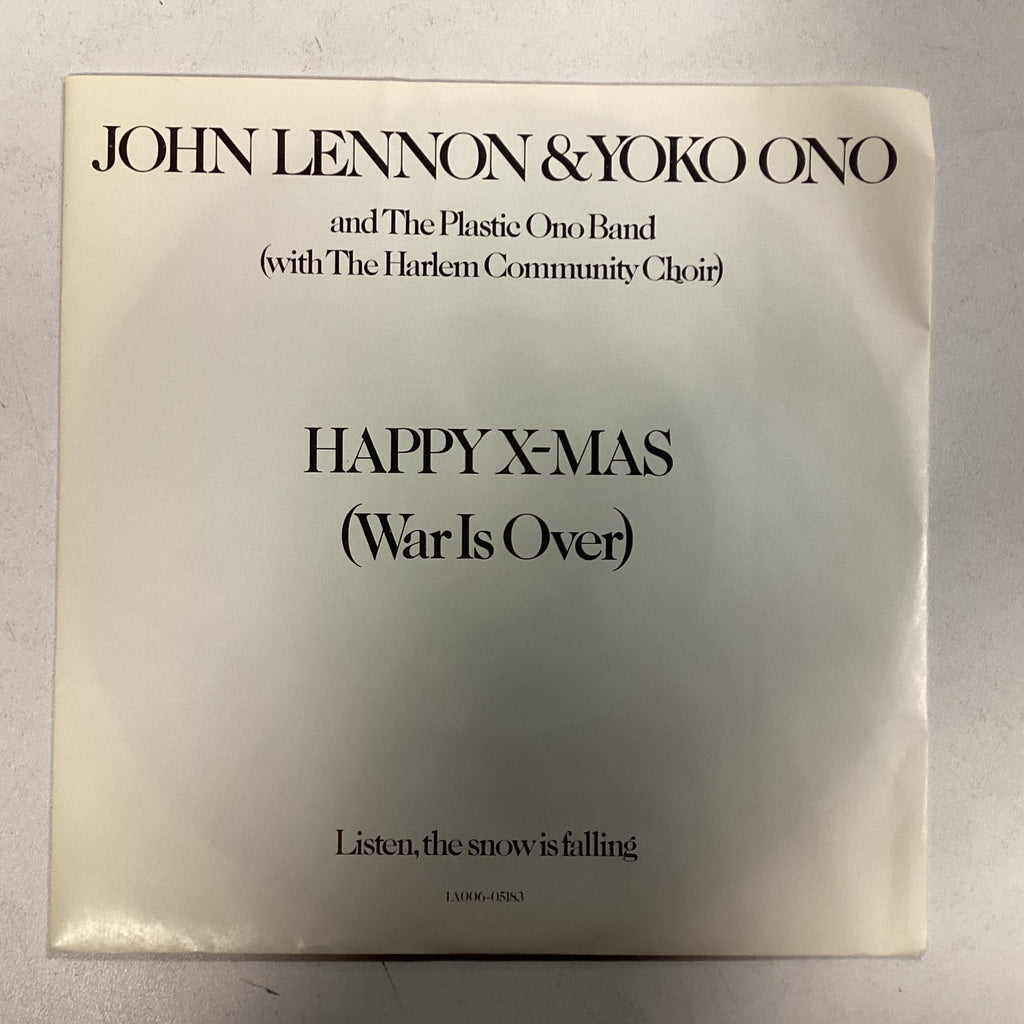 JOHN LENNON & YOKO ONO
and The Plastic Ono Band
(with The Harlem Community Choir)
HAPPY X-MAS
(War Is Over)
Listen, the snow is falling
1A006-05183